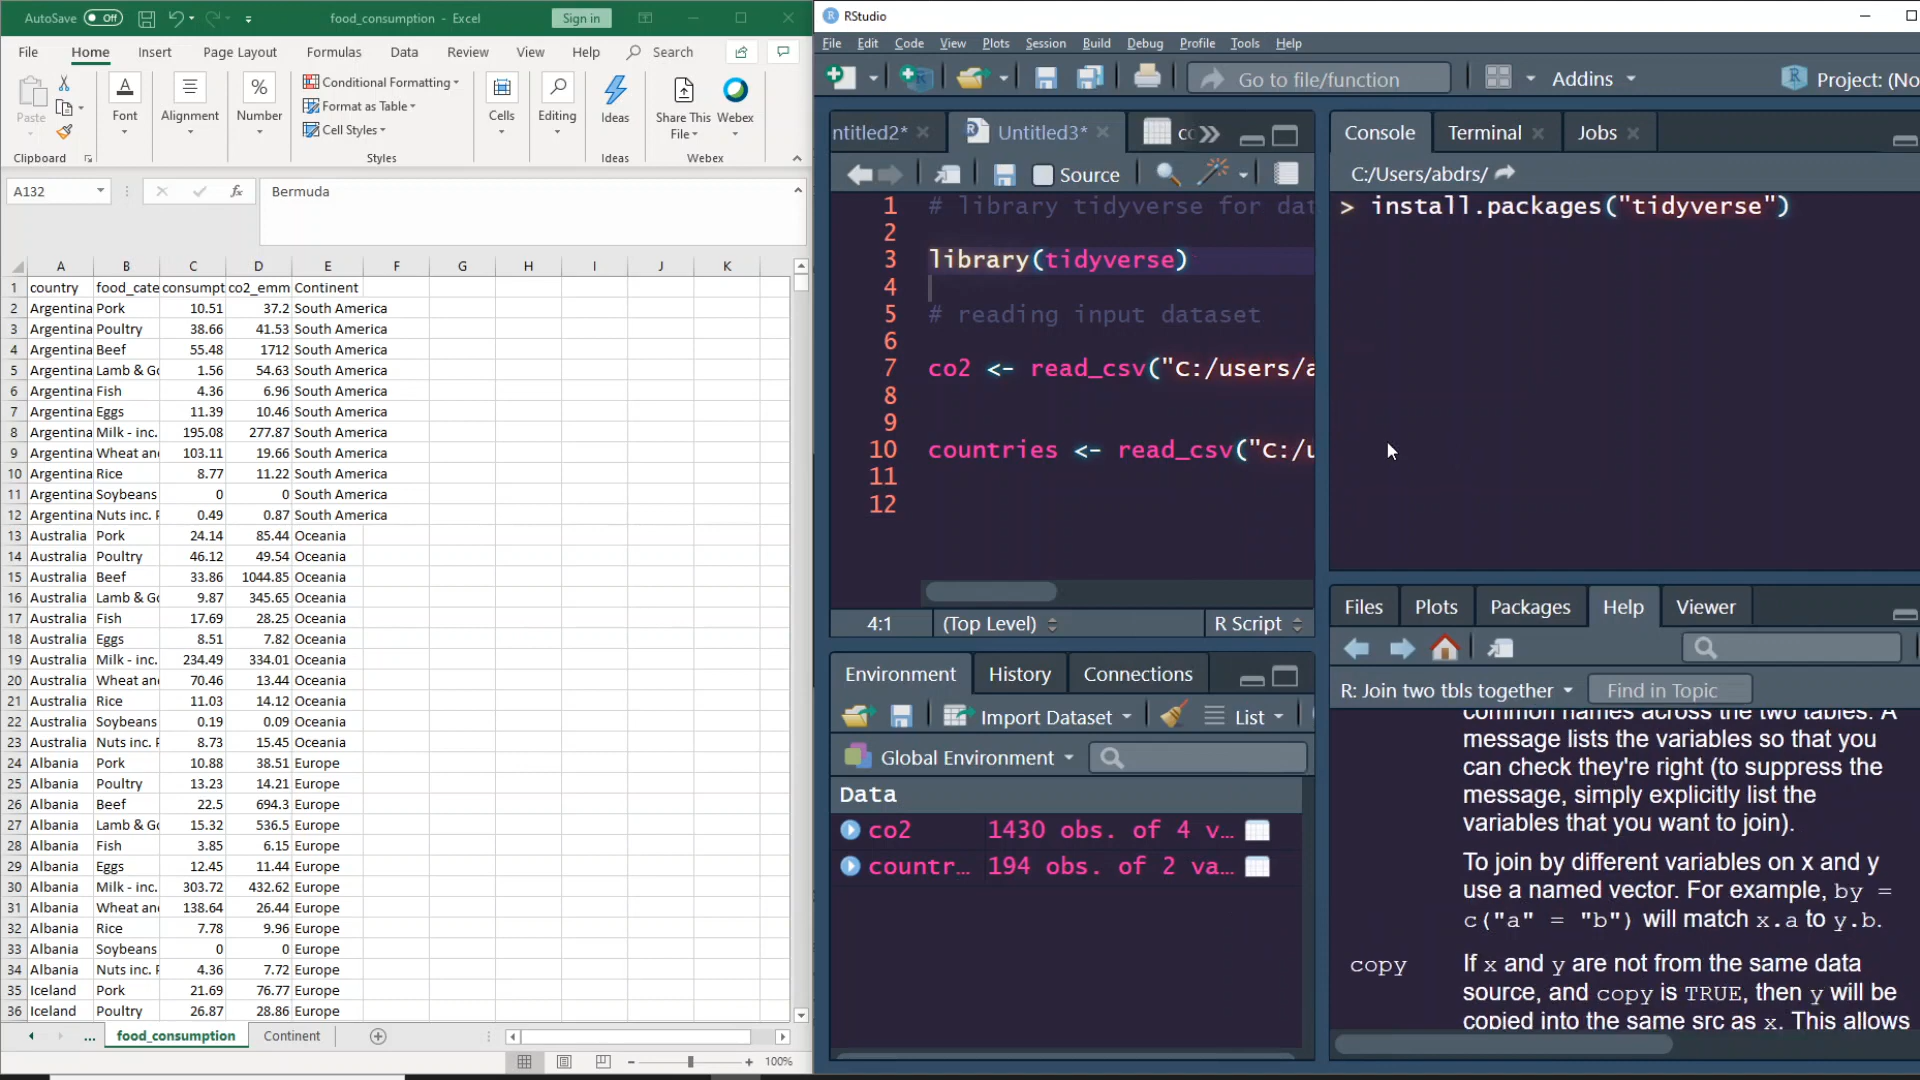 AutoSave Off food_consumption - Excel Sign in
File Home Insert Page Layout Formulas Data Review View Help Search
Paste Font Alignment Number Conditional Formatting Format as Table Cell Styles Cells Editing Ideas Share This File Webex
Clipboard Styles Ideas Webex
A132 fx Bermuda
A B C D E F G H I J K
1 country food_cate consumpt co2_emm Continent
2 Argentina Pork 10.51 37.2 South America
3 Argentina Poultry 38.66 41.53 South America
4 Argentina Beef 55.48 1712 South America
5 Argentina Lamb & Go 1.56 54.63 South America
6 Argentina Fish 4.36 6.96 South America
7 Argentina Eggs 11.39 10.46 South America
8 Argentina Milk - inc. 195.08 277.87 South America
9 Argentina Wheat and 103.11 19.66 South America
10 Argentina Rice 8.77 11.22 South America
11 Argentina Soybeans 0 0 South America
12 Argentina Nuts inc. P 0.49 0.87 South America
13 Australia Pork 24.14 85.44 Oceania
14 Australia Poultry 46.12 49.54 Oceania
15 Australia Beef 33.86 1044.85 Oceania
16 Australia Lamb & Go 9.87 345.65 Oceania
17 Australia Fish 17.69 28.25 Oceania
18 Australia Eggs 8.51 7.82 Oceania
19 Australia Milk - inc. 234.49 334.01 Oceania
20 Australia Wheat and 70.46 13.44 Oceania
21 Australia Rice 11.03 14.12 Oceania
22 Australia Soybeans 0.19 0.09 Oceania
23 Australia Nuts inc. P 8.73 15.45 Oceania
24 Albania Pork 10.88 38.51 Europe
25 Albania Poultry 13.23 14.21 Europe
26 Albania Beef 22.5 694.3 Europe
27 Albania Lamb & Go 15.32 536.5 Europe
28 Albania Fish 3.85 6.15 Europe
29 Albania Eggs 12.45 11.44 Europe
30 Albania Milk - inc. 303.72 432.62 Europe
31 Albania Wheat and 138.64 26.44 Europe
32 Albania Rice 7.78 9.96 Europe
33 Albania Soybeans 0 0 Europe
34 Albania Nuts inc. P 4.36 7.72 Europe
35 Iceland Pork 21.69 76.77 Europe
36 Iceland Poultry 26.87 28.86 Europe
... food_consumption Continent
100%
RStudio
File Edit Code View Plots Session Build Debug Profile Tools Help
Go to file/function Addins Project: (No
ntitled2* Untitled3* co
Source
1 # library tidyverse for dat
2
3 library(tidyverse)
4
5 # reading input dataset
6
7 co2 <- read_csv("C:/users/a
8
9
10 countries <- read_csv("C:/u
11
12
4:1 (Top Level) R Script
Environment History Connections
Import Dataset List
Global Environment
Data
co2 1430 obs. of 4 v...
countr... 194 obs. of 2 va...
Console Terminal Jobs
C:/Users/abdrs/
> install.packages("tidyverse")
Files Plots Packages Help Viewer
R: Join two tbls together Find in Topic
common names across the two tables. A
message lists the variables so that you
can check they're right (to suppress the
message, simply explicitly list the
variables that you want to join).
To join by different variables on x and y
use a named vector. For example, by =
c("a" = "b") will match x.a to y.b.
copy If x and y are not from the same data
source, and copy is TRUE, then y will be
copied into the same src as x. This allows